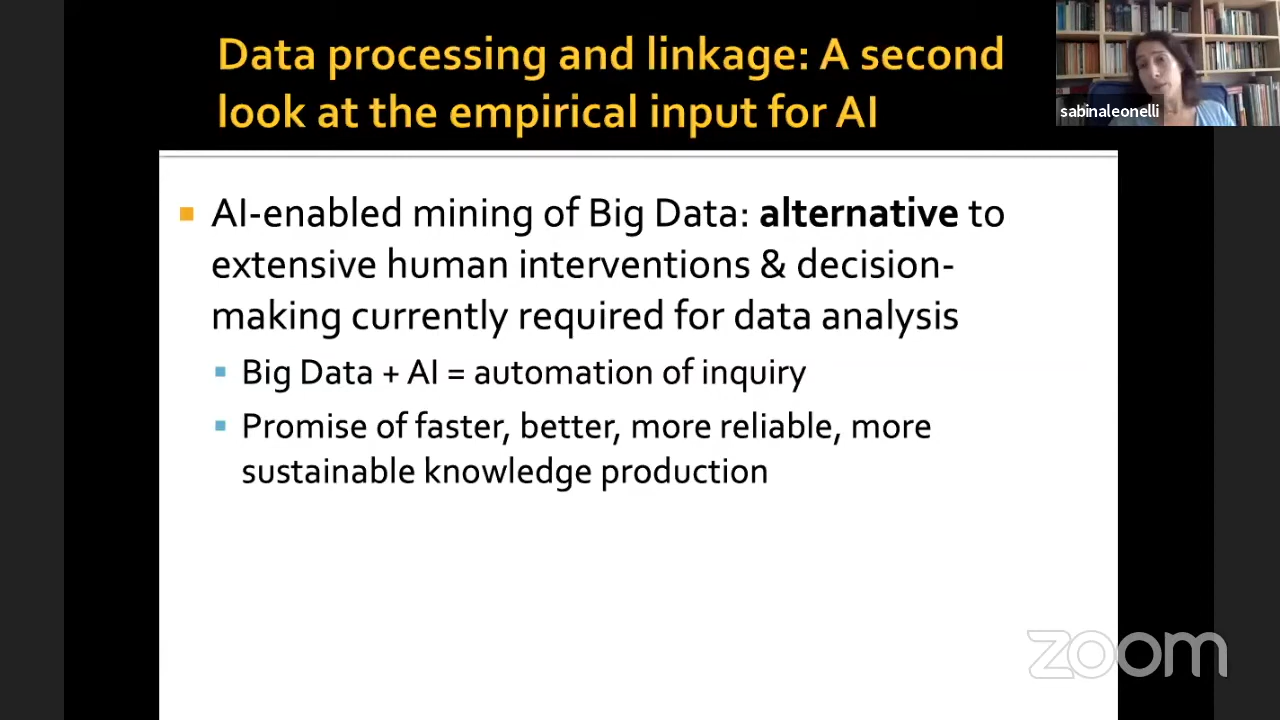 Data processing and linkage: A second
look at the empirical input for AI
sabinaleonelli
AI-enabled mining of Big Data: alternative to
extensive human interventions & decision-
making currently required for data analysis
Big Data + AI = automation of inquiry
Promise of faster, better, more reliable, more
sustainable knowledge production
zoom